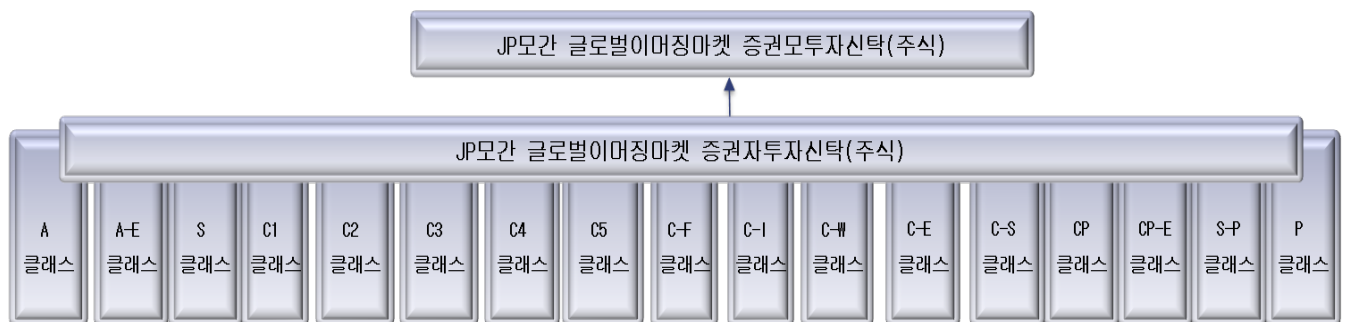 JP모간 글로벌이머징마켓 증권모투자신탁(주식)
JP모간 글로벌이머징마켓 증권자투자신탁(주식)
A 클래스
A-E 클래스
S 클래스
C1 클래스
C2 클래스
C3 클래스
C4 클래스
C5 클래스
C-F 클래스
C-I 클래스
C-W 클래스
C-E 클래스
C-S 클래스
CP 클래스
CP-E 클래스
S-P 클래스
P 클래스